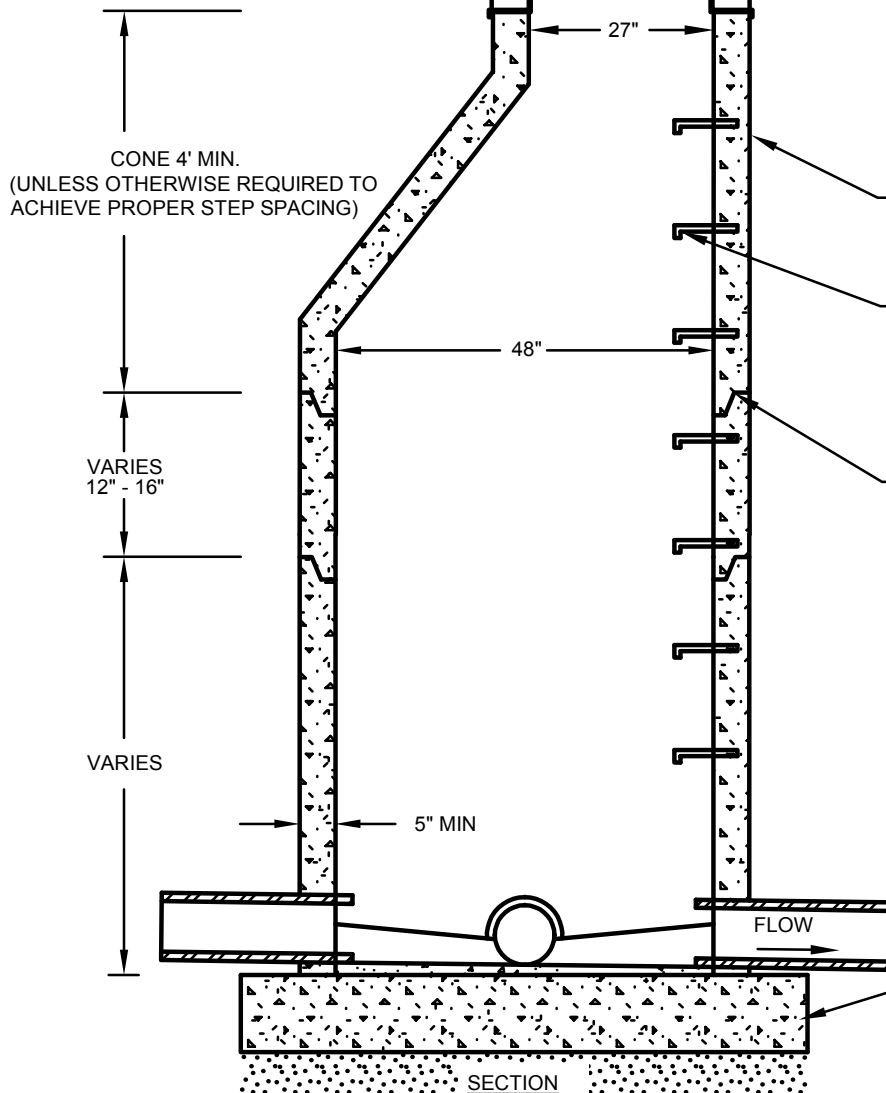 27"
CONE 4' MIN.
(UNLESS OTHERWISE REQUIRED TO
ACHIEVE PROPER STEP SPACING)
48"
VARIES
12" - 16"
VARIES
5" MIN
FLOW
SECTION